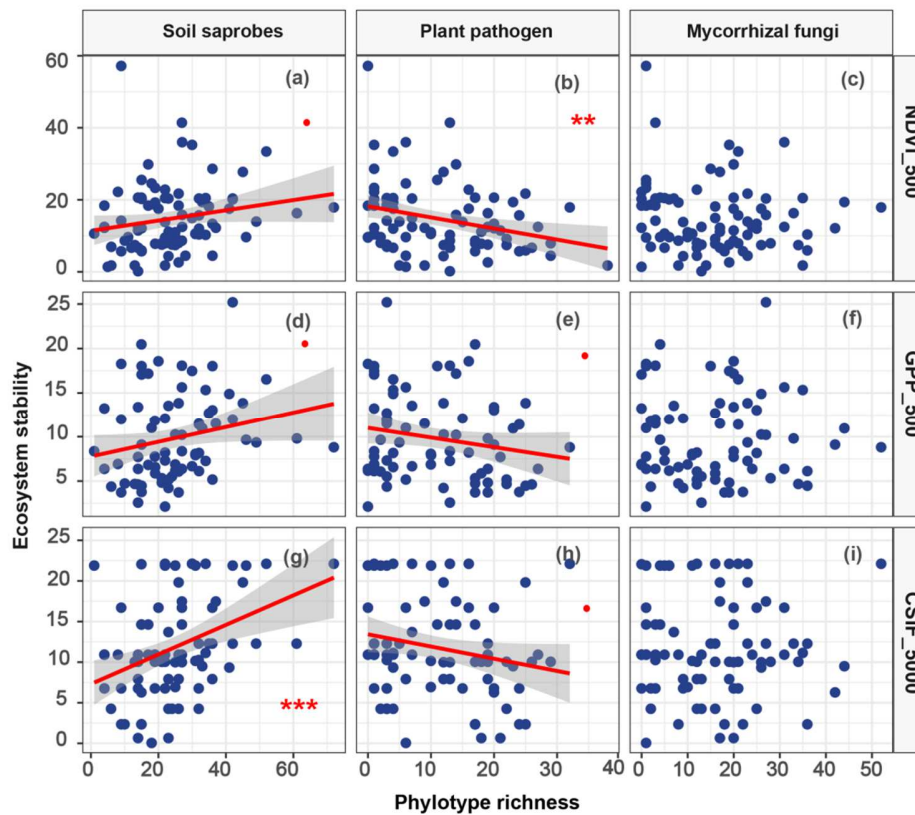 Soil saprobes Plant pathogen Mycorrhizal fungi
60 (a) (b) (c) NDVI_500
** 
40
20
0
25 (d) (e) (f) GPP_500
20
15
10
5
25 (g) (h) (i) CSIF_5000
20
15
10
5 ***
0
Ecosystem stability
0 20 40 60 0 10 20 30 40 0 10 20 30 40 50
Phylotype richness